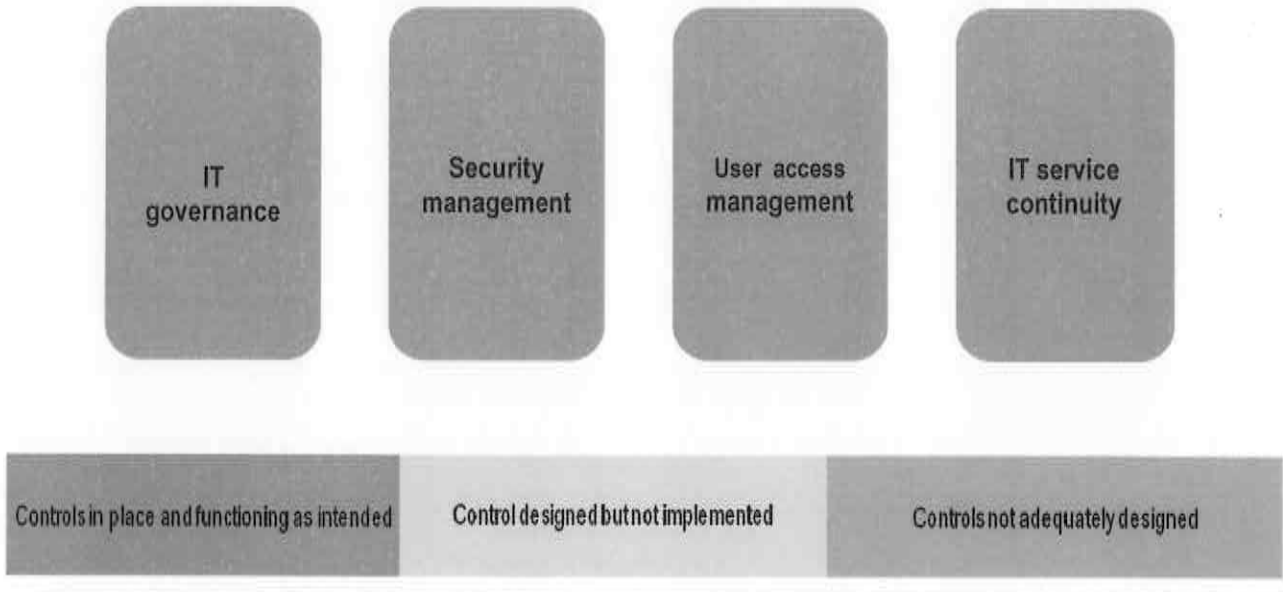 IT
governance
Security
management
User access
management
IT service
continuity
Controls in place and functioning as intended
Control designed but not implemented
Controls not adequately designed